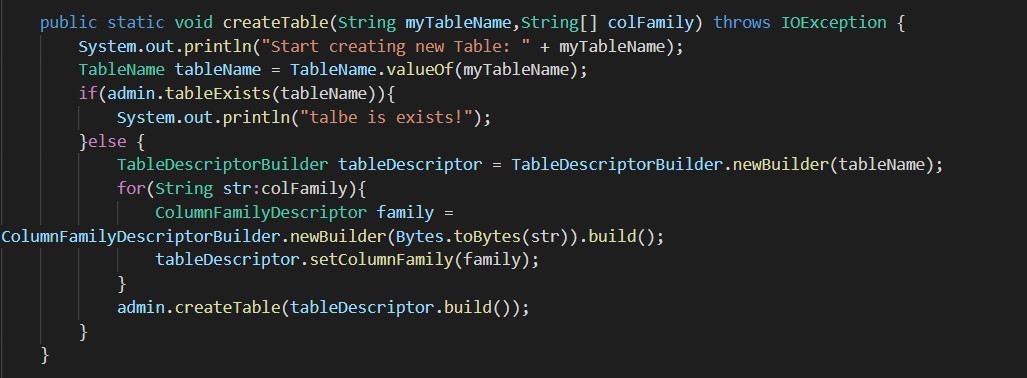 public static void createTable(String myTableName,String[] colFamily) throws IOException {
System.out.println("Start creating new Table: " + myTableName);
TableName tableName = TableName.valueOf(myTableName);
if(admin.tableExists(tableName)){
System.out.println("talbe is exists!");
}else {
TableDescriptorBuilder tableDescriptor = TableDescriptorBuilder.newBuilder(tableName);
for(String str:colFamily){
ColumnFamilyDescriptor family =
ColumnFamilyDescriptorBuilder.newBuilder(Bytes.toBytes(str)).build();
tableDescriptor.setColumnFamily(family);
}
admin.createTable(tableDescriptor.build());
}
}